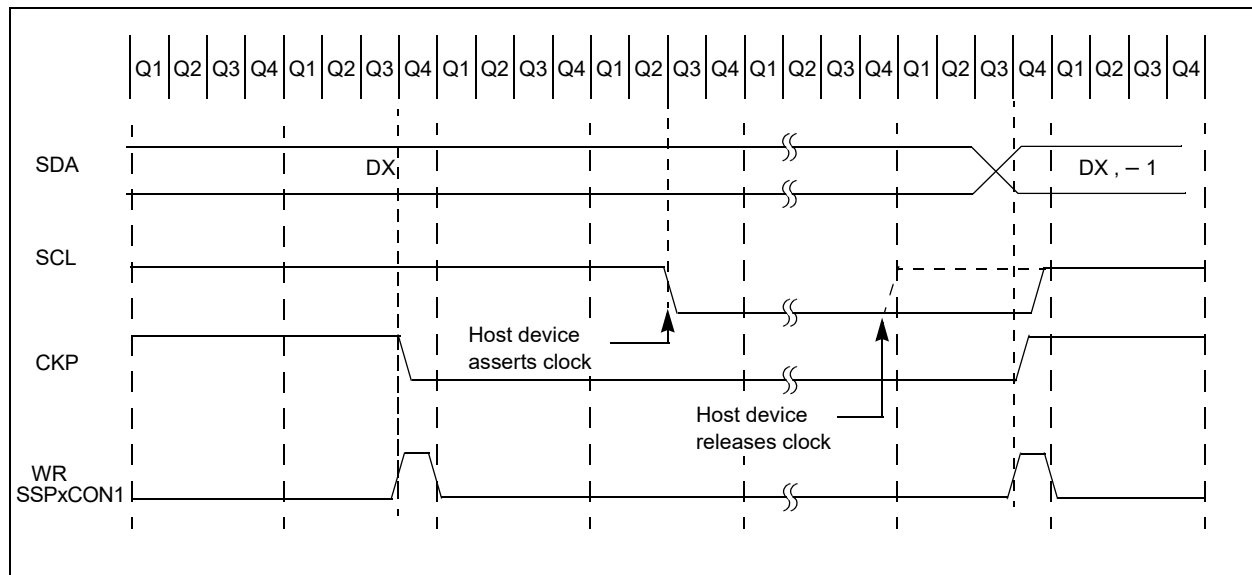 Q1 Q2 Q3 Q4 Q1 Q2 Q3 Q4 Q1 Q2 Q3 Q4 Q1 Q2 Q3 Q4 Q1 Q2 Q3 Q4 Q1 Q2 Q3 Q4 Q1 Q2 Q3 Q4
SDA
DX
DX , – 1
SCL
Host device
asserts clock
CKP
Host device
releases clock
WR
SSPxCON1